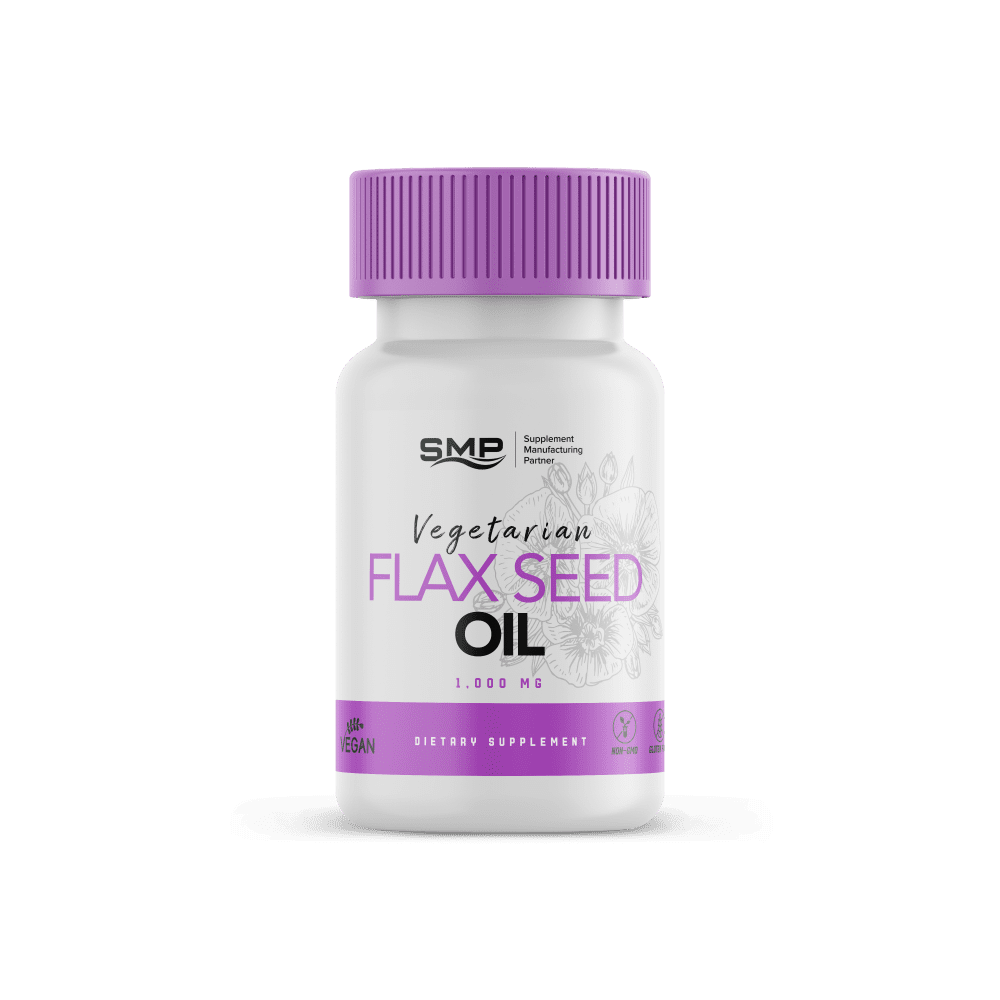 SMP
Supplement
Manufacturing
Partner
Vegetarian
FLAX SEED
OIL
1,000 MG
VEGAN
DIETARY SUPPLEMENT
NON-GMO